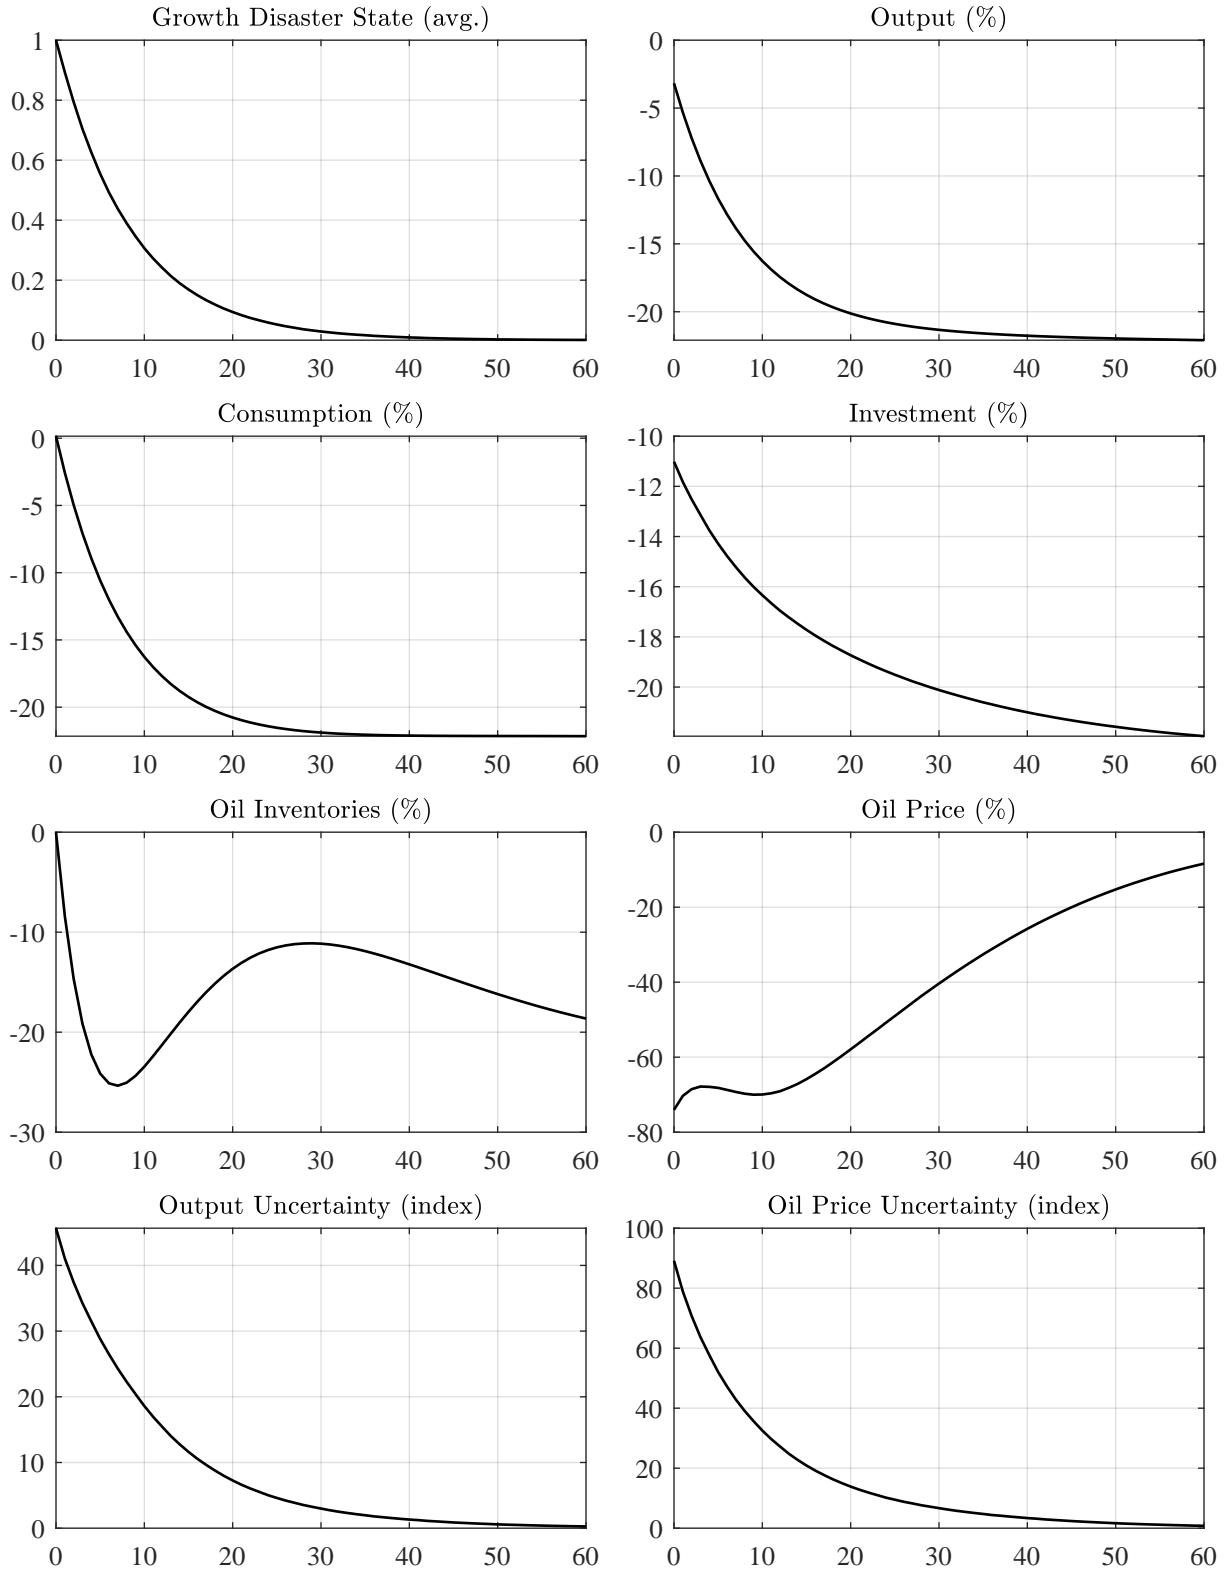 Growth Disaster State (avg.)
1
0.8
0.6
0.4
0.2
0
0 10 20 30 40 50 60
Output (%)
0
-5
-10
-15
-20
0 10 20 30 40 50 60
Consumption (%)
0
-5
-10
-15
-20
0 10 20 30 40 50 60
Investment (%)
-10
-12
-14
-16
-18
-20
0 10 20 30 40 50 60
Oil Inventories (%)
0
-10
-20
-30
0 10 20 30 40 50 60
Oil Price (%)
0
-20
-40
-60
-80
0 10 20 30 40 50 60
Output Uncertainty (index)
40
30
20
10
0
0 10 20 30 40 50 60
Oil Price Uncertainty (index)
100
80
60
40
20
0
0 10 20 30 40 50 60